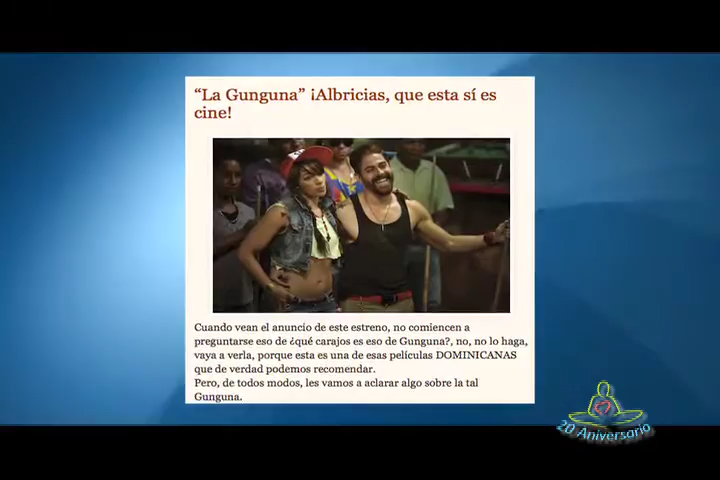 “La Gunguna” ¡Albricias, que esta sí es
cine!
Cuando vean el anuncio de este estreno, no comiencen a
preguntarse eso de ¿qué carajos es eso de Gunguna?, no, no lo haga,
vaya a verla, porque esta es una de esas películas DOMINICANAS
que de verdad podemos recomendar.
Pero, de todos modos, les vamos a aclarar algo sobre la tal
Gunguna.
20 Aniversario